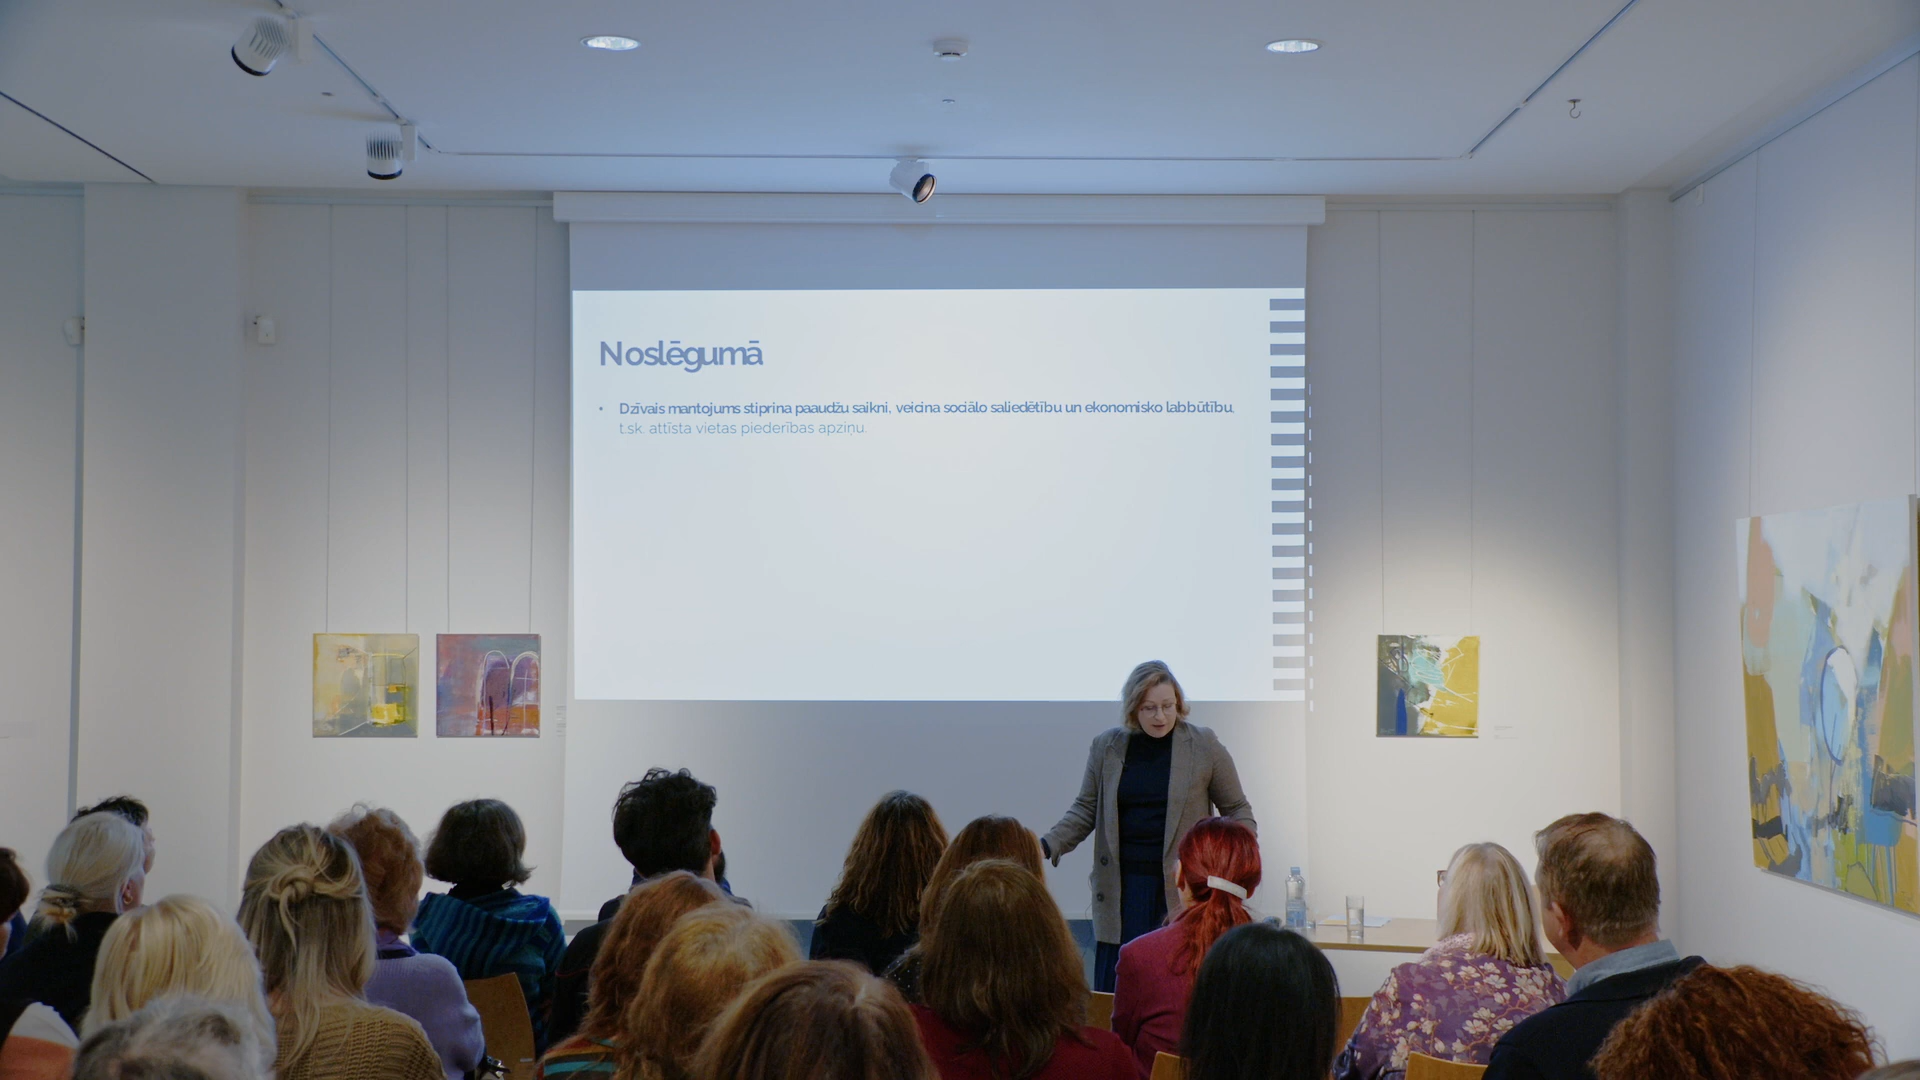 Noslēgumā
• Dzīvais mantojums stiprina paaudžu saikni, veicina sociālo saliedētību un ekonomisko labbūtību,
t.sk. attīsta vietas piederības apziņu.